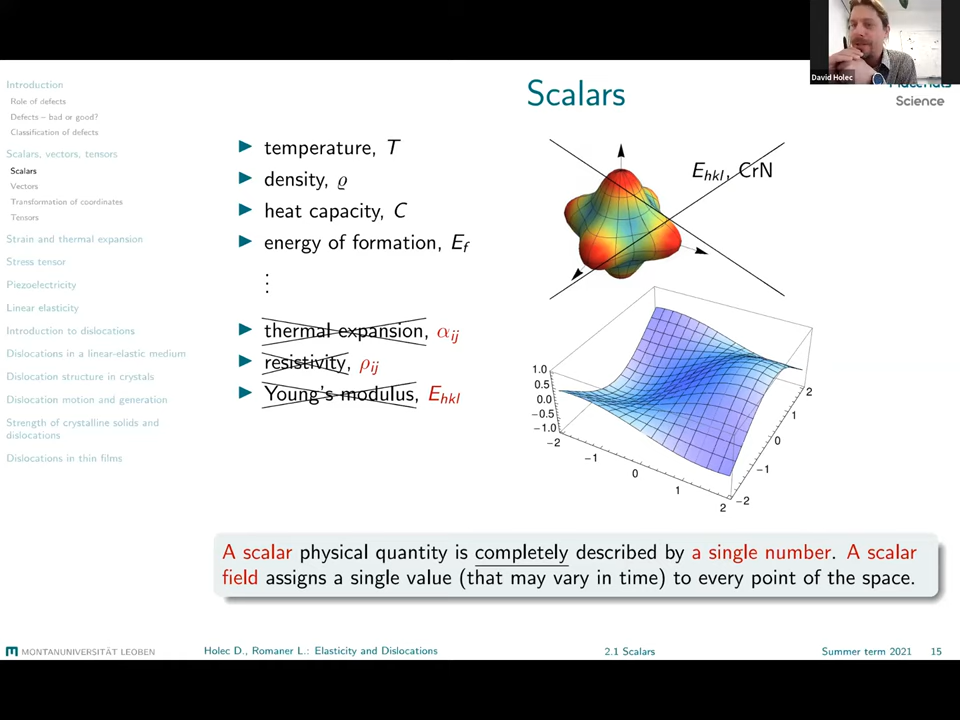 David Holec
Materials
Science
Introduction
Role of defects
Defects – bad or good?
Classification of defects
Scalars, vectors, tensors
Scalars
Vectors
Transformation of coordinates
Tensors
Strain and thermal expansion
Stress tensor
Piezoelectricity
Linear elasticity
Introduction to dislocations
Dislocations in a linear-elastic medium
Dislocation structure in crystals
Dislocation motion and generation
Strength of crystalline solids and
dislocations
Dislocations in thin films
Scalars
▶ temperature, T
▶ density, ϱ
▶ heat capacity, C
▶ energy of formation, E_f
⋮
▶ thermal expansion, α_ij
▶ resistivity, ρ_ij
▶ Young's modulus, E_hkl
E_hkl, CrN
1.0
0.5
0.0
−0.5
−1.0
−2
−1
0
1
2
−2
−1
0
1
2
A scalar physical quantity is completely described by a single number. A scalar
field assigns a single value (that may vary in time) to every point of the space.
MONTANUNIVERSITÄT LEOBEN
Holec D., Romaner L.: Elasticity and Dislocations
2.1 Scalars
Summer term 2021 15